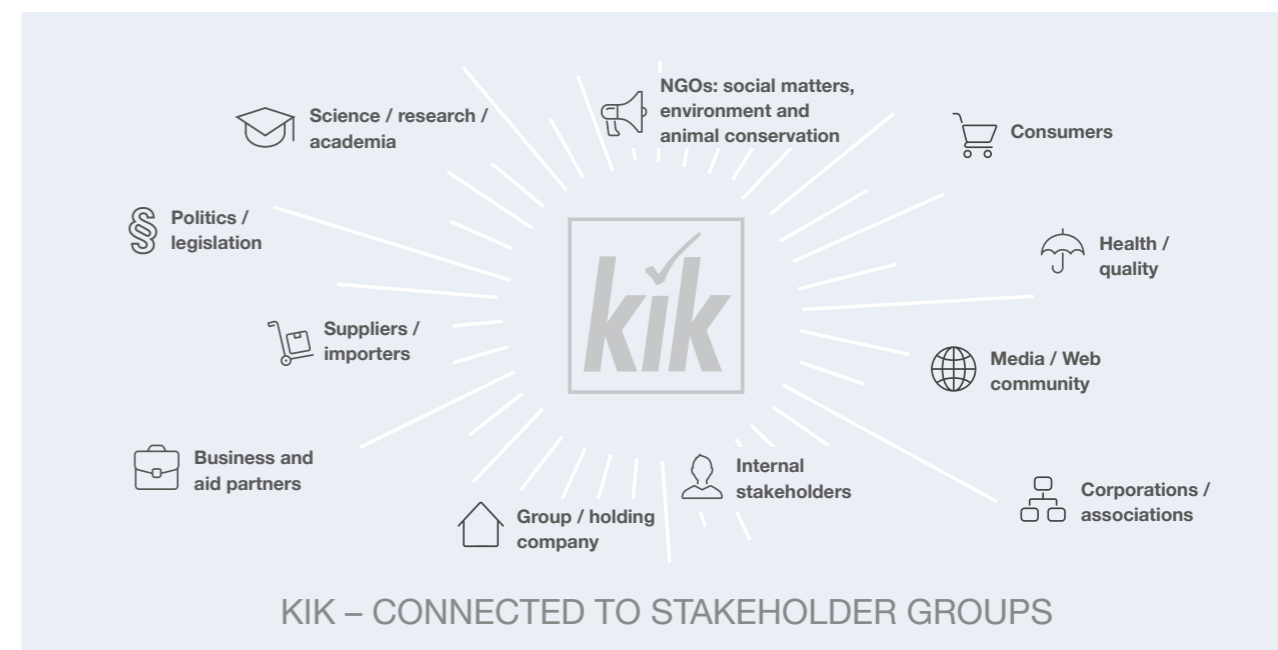 Science / research /
academia
NGOs: social matters,
environment and
animal conservation
Consumers
Politics /
legislation
Health /
quality
kik
Suppliers /
importers
Media / Web
community
Business and
aid partners
Internal
stakeholders
Corporations /
associations
Group / holding
company
KIK – CONNECTED TO STAKEHOLDER GROUPS